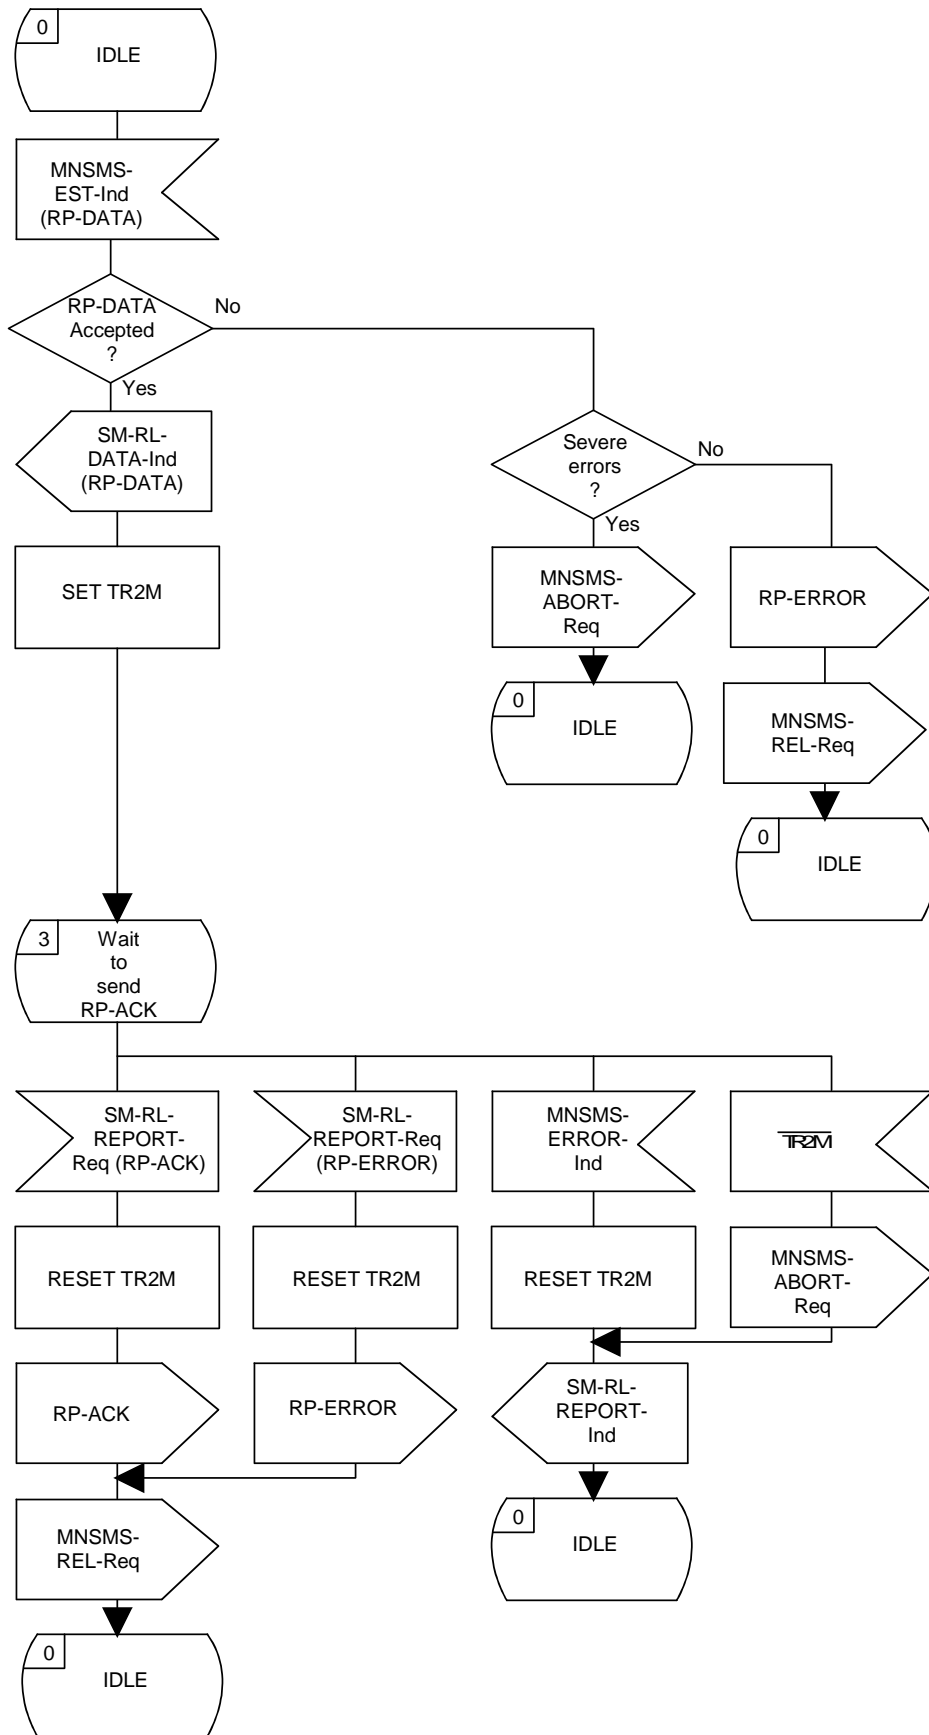 0
IDLE
MNSMS-
EST-Ind
(RP-DATA)
RP-DATA
Accepted
?
No
Yes
SM-RL-
DATA-Ind
(RP-DATA)
Severe
errors
?
No
Yes
SET TR2M
MNSMS-
ABORT-
Req
RP-ERROR
0
IDLE
MNSMS-
REL-Req
0
IDLE
3
Wait
to
send
RP-ACK
SM-RL-
REPORT-
Req (RP-ACK)
SM-RL-
REPORT-Req
(RP-ERROR)
MNSMS-
ERROR-
Ind
TR2M
RESET TR2M
RESET TR2M
RESET TR2M
MNSMS-
ABORT-
Req
RP-ACK
RP-ERROR
SM-RL-
REPORT-
Ind
MNSMS-
REL-Req
0
IDLE
0
IDLE